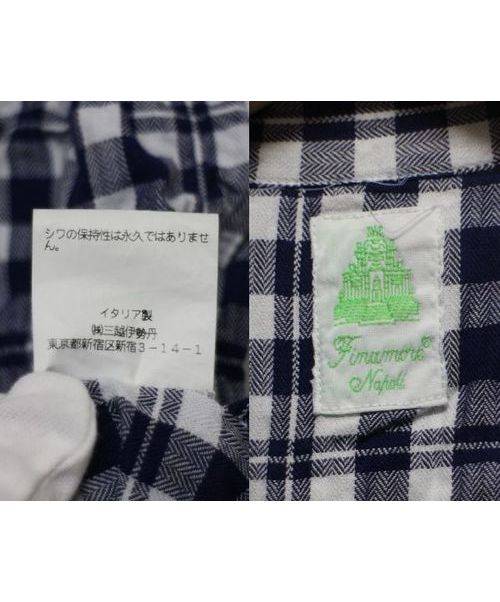 シワの保持性は永久ではありませ
ん。
イタリア製
㈱三越伊勢丹
東京都新宿区新宿3-14-1
Finamore
Napoli